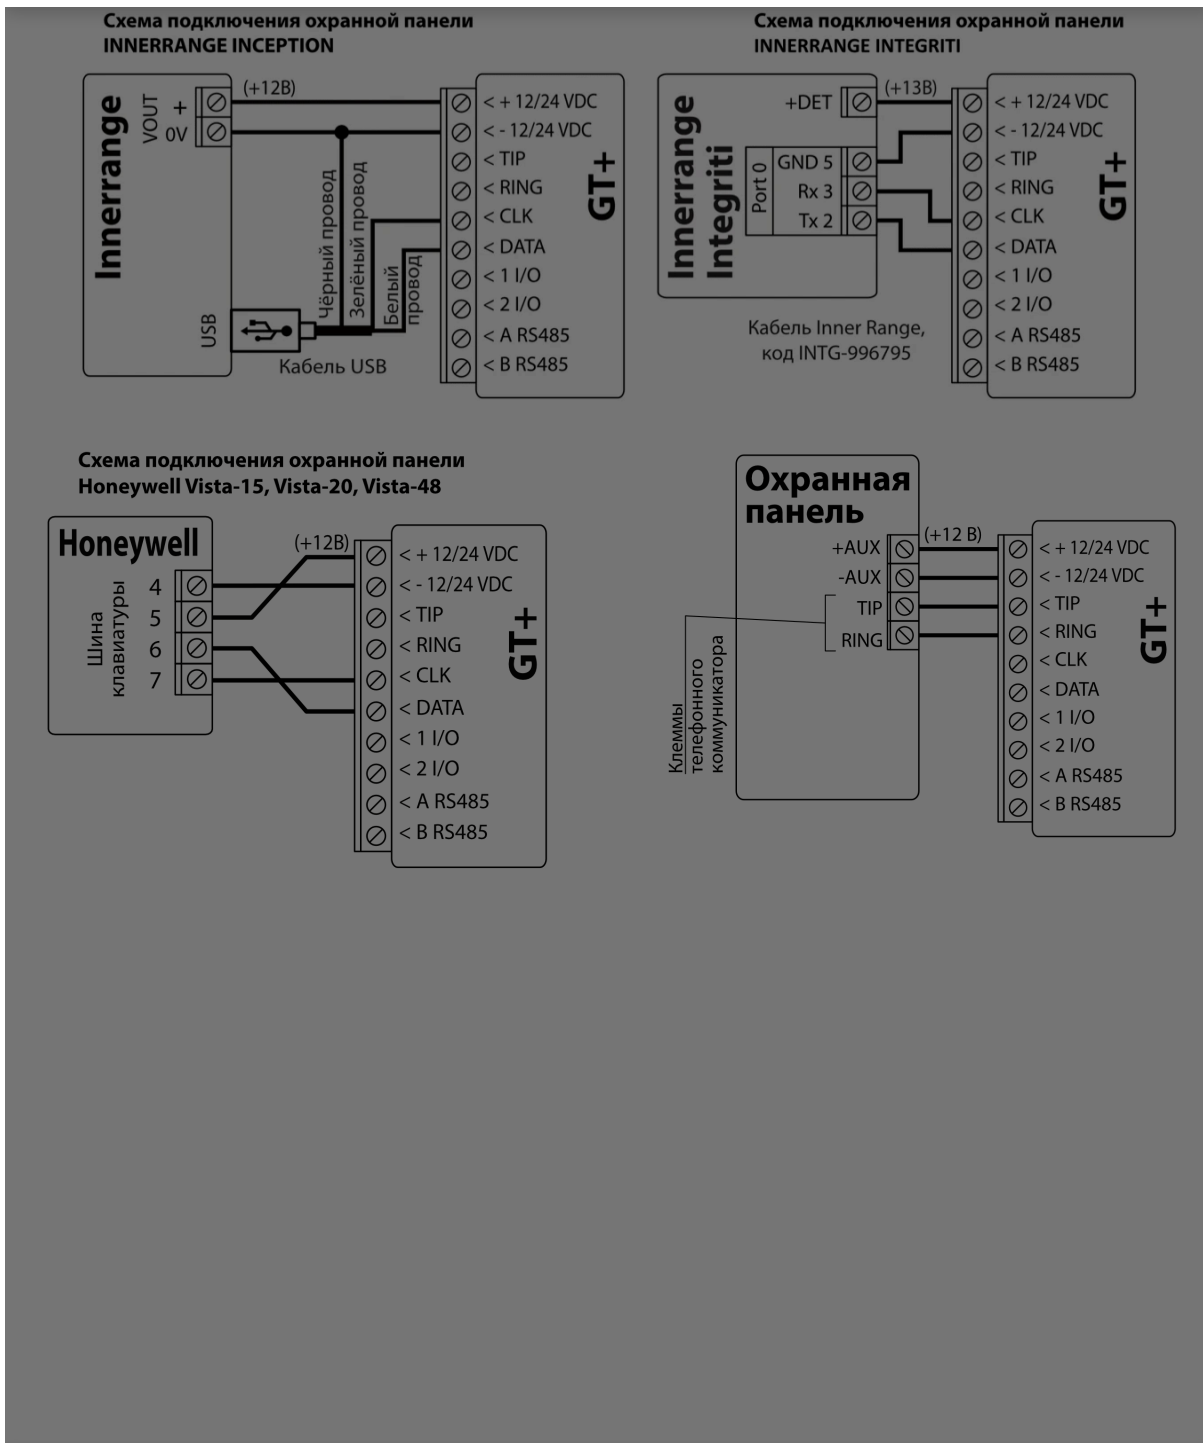 Схема подключения охранной панели
INNERRANGE INCEPTION
Innerrange
VOUT
+
0V
(+12В)
USB
Чёрный провод
Зелёный провод
Белый
провод
Кабель USB
< + 12/24 VDC
< - 12/24 VDC
< TIP
< RING
< CLK
< DATA
< 1 I/O
< 2 I/O
< A RS485
< B RS485
GT+
Схема подключения охранной панели
INNERRANGE INTEGRITI
Innerrange
Integriti
+DET
(+13В)
Port 0
GND 5
Rx 3
Tx 2
Кабель Inner Range,
код INTG-996795
< + 12/24 VDC
< - 12/24 VDC
< TIP
< RING
< CLK
< DATA
< 1 I/O
< 2 I/O
< A RS485
< B RS485
GT+
Схема подключения охранной панели
Honeywell Vista-15, Vista-20, Vista-48
Honeywell
Шина
клавиатуры
4
5
6
7
(+12В)
< + 12/24 VDC
< - 12/24 VDC
< TIP
< RING
< CLK
< DATA
< 1 I/O
< 2 I/O
< A RS485
< B RS485
GT+
Охранная
панель
+AUX
-AUX
TIP
RING
(+12 В)
Клеммы
телефонного
коммуникатора
< + 12/24 VDC
< - 12/24 VDC
< TIP
< RING
< CLK
< DATA
< 1 I/O
< 2 I/O
< A RS485
< B RS485
GT+